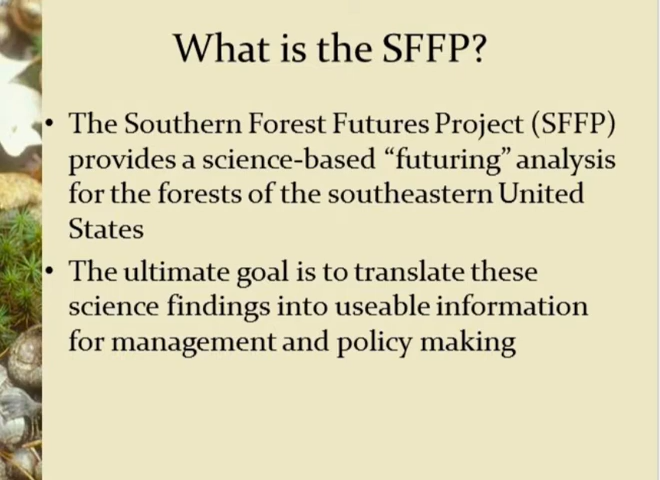 What is the SFFP?
• The Southern Forest Futures Project (SFFP)
provides a science-based “futuring” analysis
for the forests of the southeastern United
States
• The ultimate goal is to translate these
science findings into useable information
for management and policy making